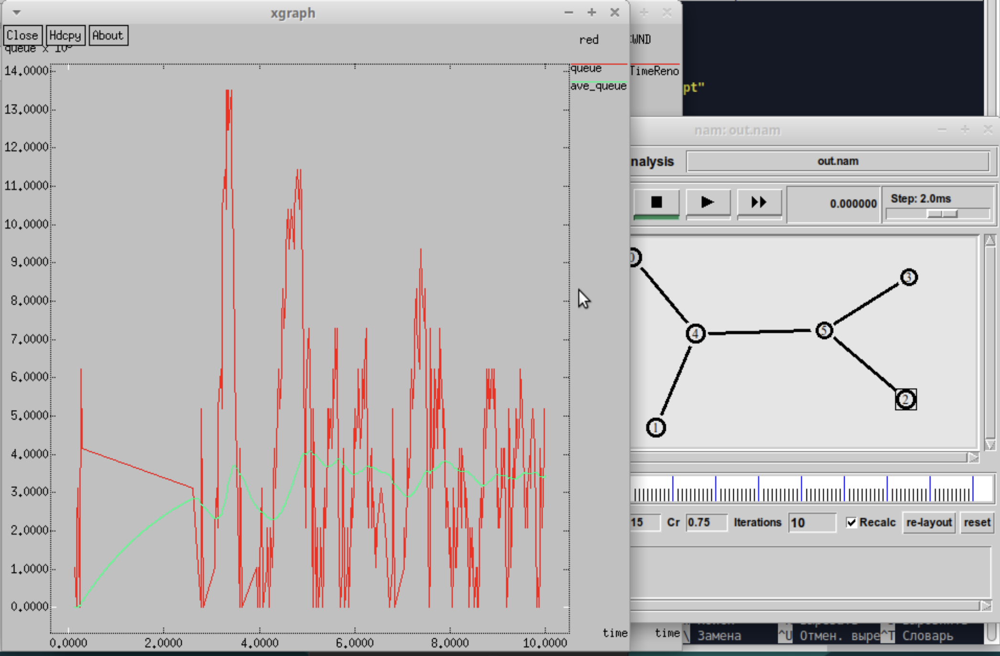 xgraph
Close Hdcpy About
queue x 10
red
queue
ave_queue
14.0000
13.0000
12.0000
11.0000
10.0000
9.0000
8.0000
7.0000
6.0000
5.0000
4.0000
3.0000
2.0000
1.0000
0.0000
0.0000 2.0000 4.0000 6.0000 8.0000 10.0000
time
WND
TimeReno
time
pt"
nam: out.nam
nalysis out.nam
0.000000 Step: 2.0ms
0
3
4
5
2
1
15 Cr 0.75 Iterations 10 Recalc re-layout reset
\ Замена ^U Отмен. выре ^T Словарь